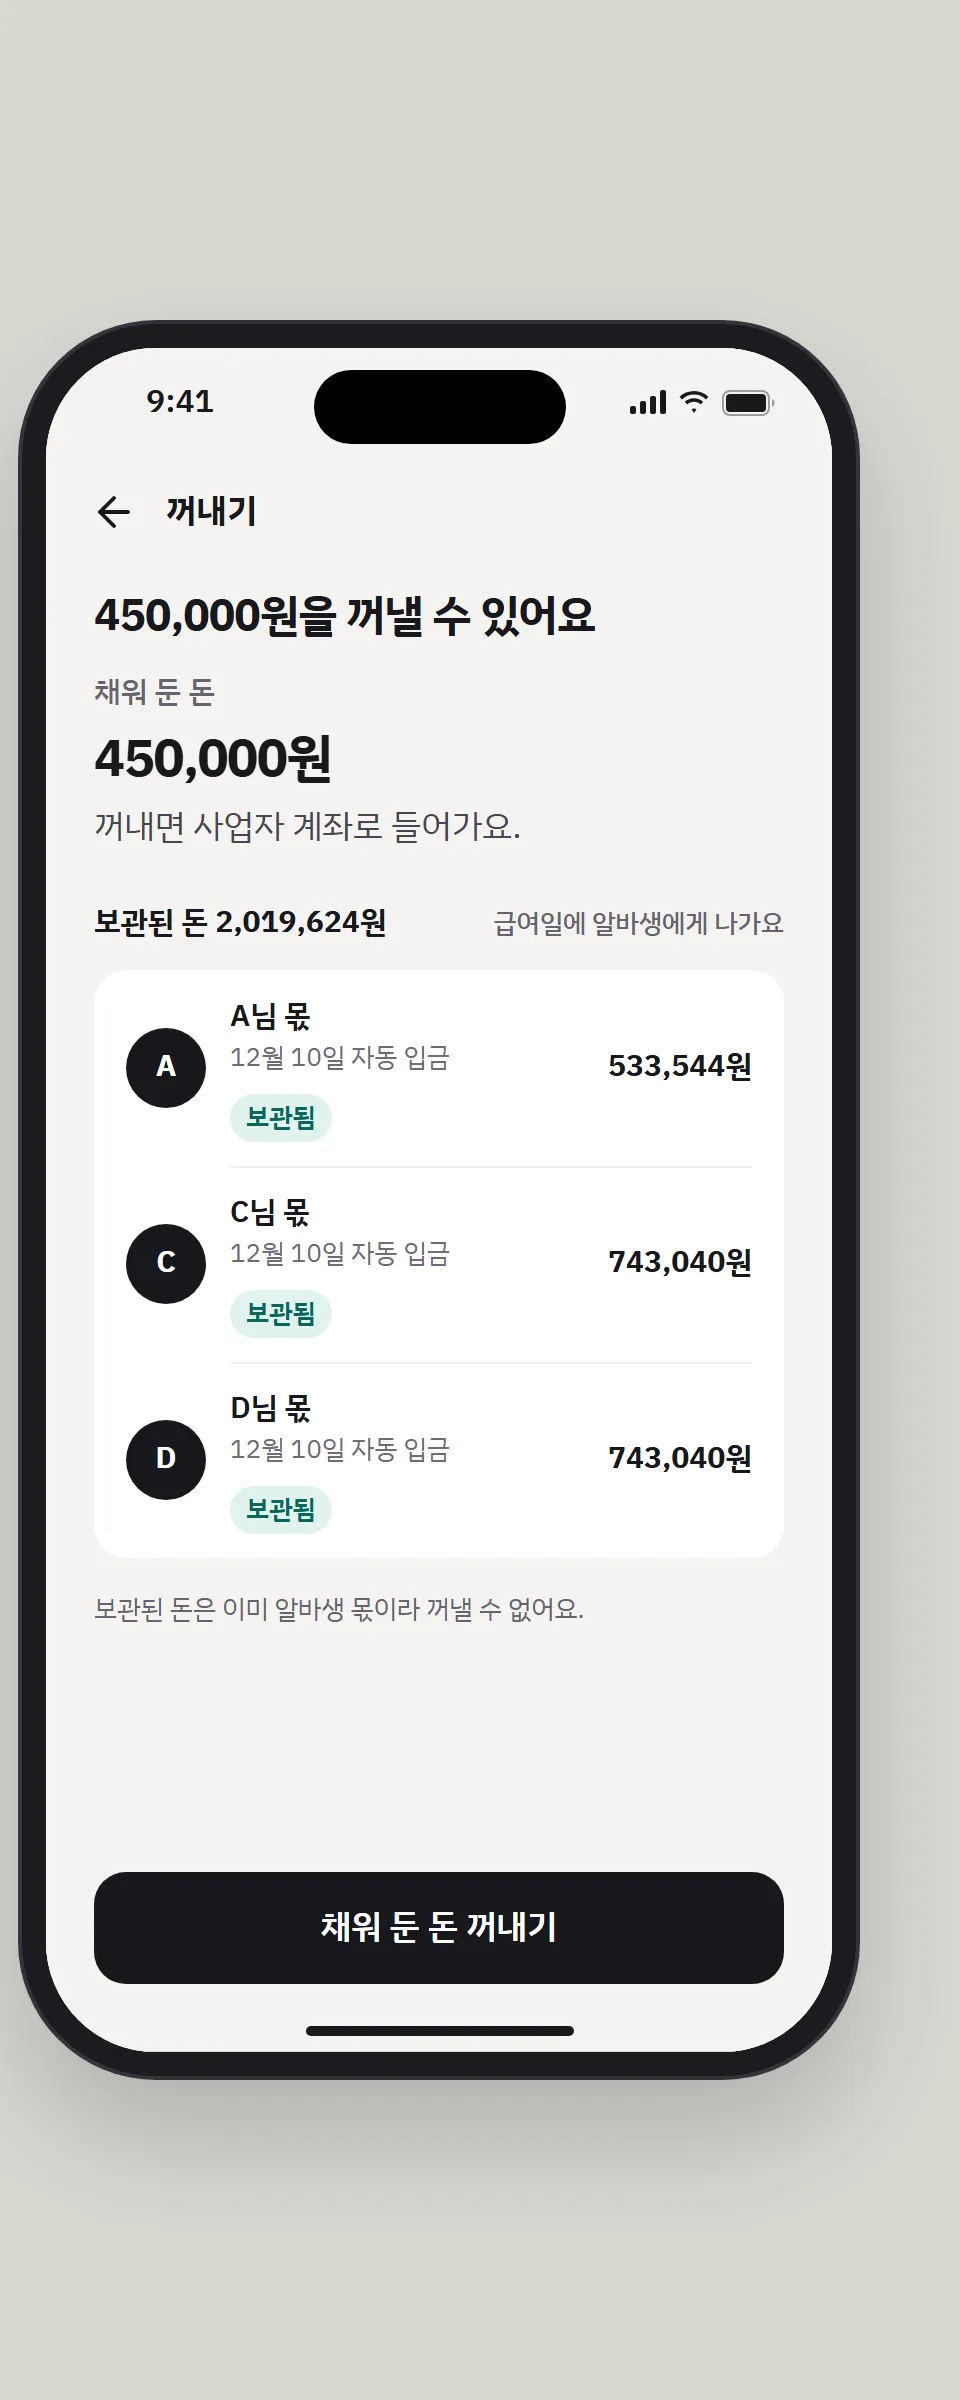 9:41
꺼내기
450,000원을 꺼낼 수 있어요
채워 둔 돈
450,000원
꺼내면 사업자 계좌로 들어가요.
보관된 돈 2,019,624원 급여일에 알바생에게 나가요
A
A님 몫
12월 10일 자동 입금
보관됨
533,544원
C
C님 몫
12월 10일 자동 입금
보관됨
743,040원
D
D님 몫
12월 10일 자동 입금
보관됨
743,040원
보관된 돈은 이미 알바생 몫이라 꺼낼 수 없어요.
채워 둔 돈 꺼내기